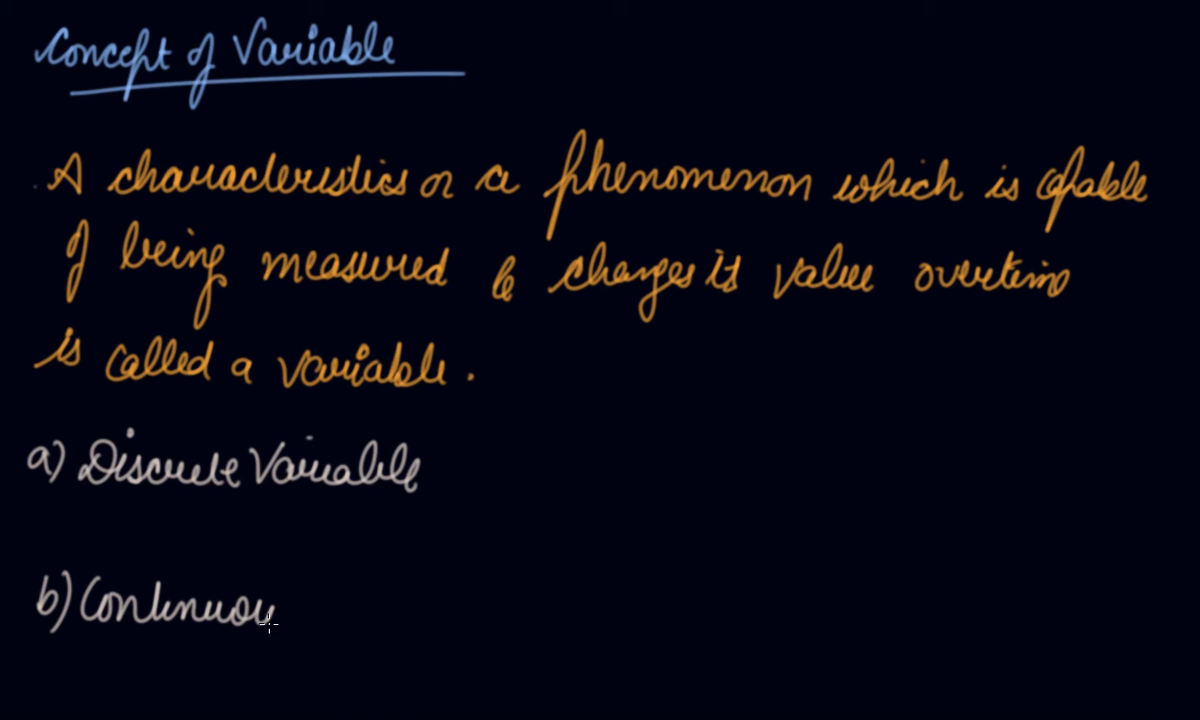 Concept of Variable
A characteristics or a phenomenon which is capable
of being measured & changes its value overtime
is called a variable.
a) Discrete Variable
b) Continuou